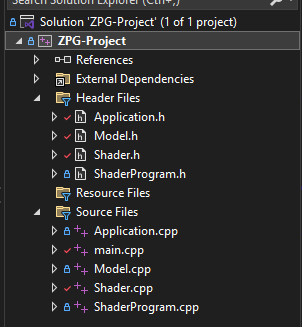 Search Solution Explorer (Ctrl+;)
Solution 'ZPG-Project' (1 of 1 project)
ZPG-Project
References
External Dependencies
Header Files
Application.h
Model.h
Shader.h
ShaderProgram.h
Resource Files
Source Files
Application.cpp
main.cpp
Model.cpp
Shader.cpp
ShaderProgram.cpp